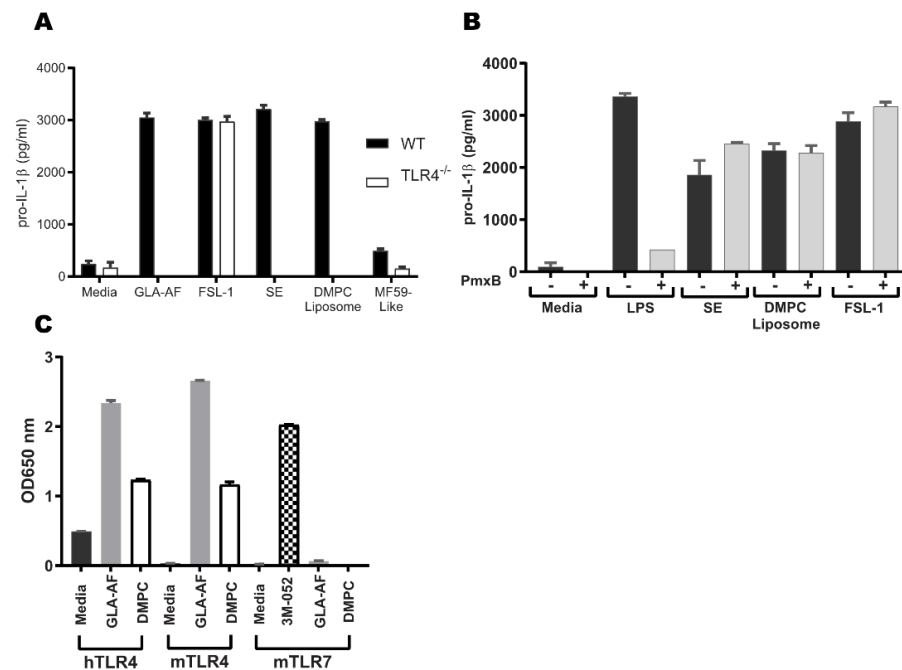 A
4000
3000
2000
1000
0
pro-IL-1β (pg/ml)
WT
TLR4-/-
Media
GLA-AF
FSL-1
SE
DMPC
Liposome
MF59-
Like
B
4000
3000
2000
1000
0
pro-IL-1β (pg/ml)
PmxB
- + - + - + - + - +
Media
LPS
SE
DMPC
Liposome
FSL-1
C
3
2
1
0
OD650 nm
Media
GLA-AF
DMPC
Media
GLA-AF
DMPC
Media
3M-052
GLA-AF
DMPC
hTLR4
mTLR4
mTLR7